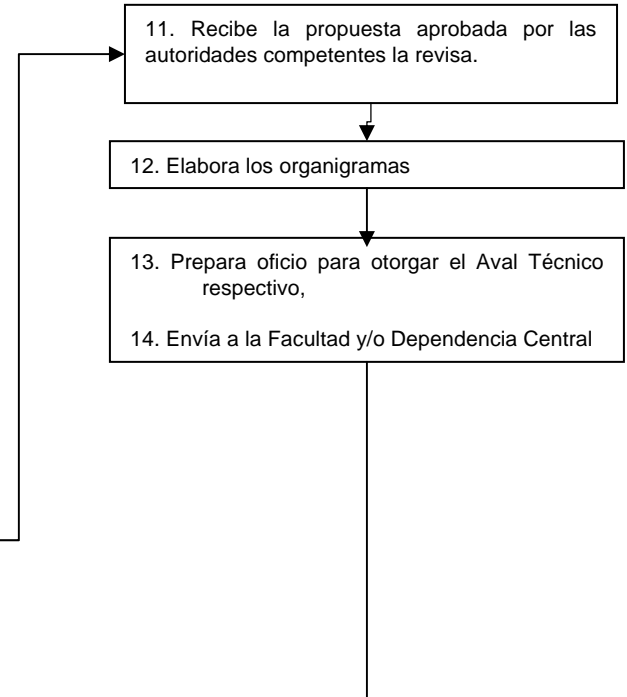 11. Recibe la propuesta aprobada por las
autoridades competentes la revisa.
12. Elabora los organigramas
13. Prepara oficio para otorgar el Aval Técnico
respectivo,
14. Envía a la Facultad y/o Dependencia Central